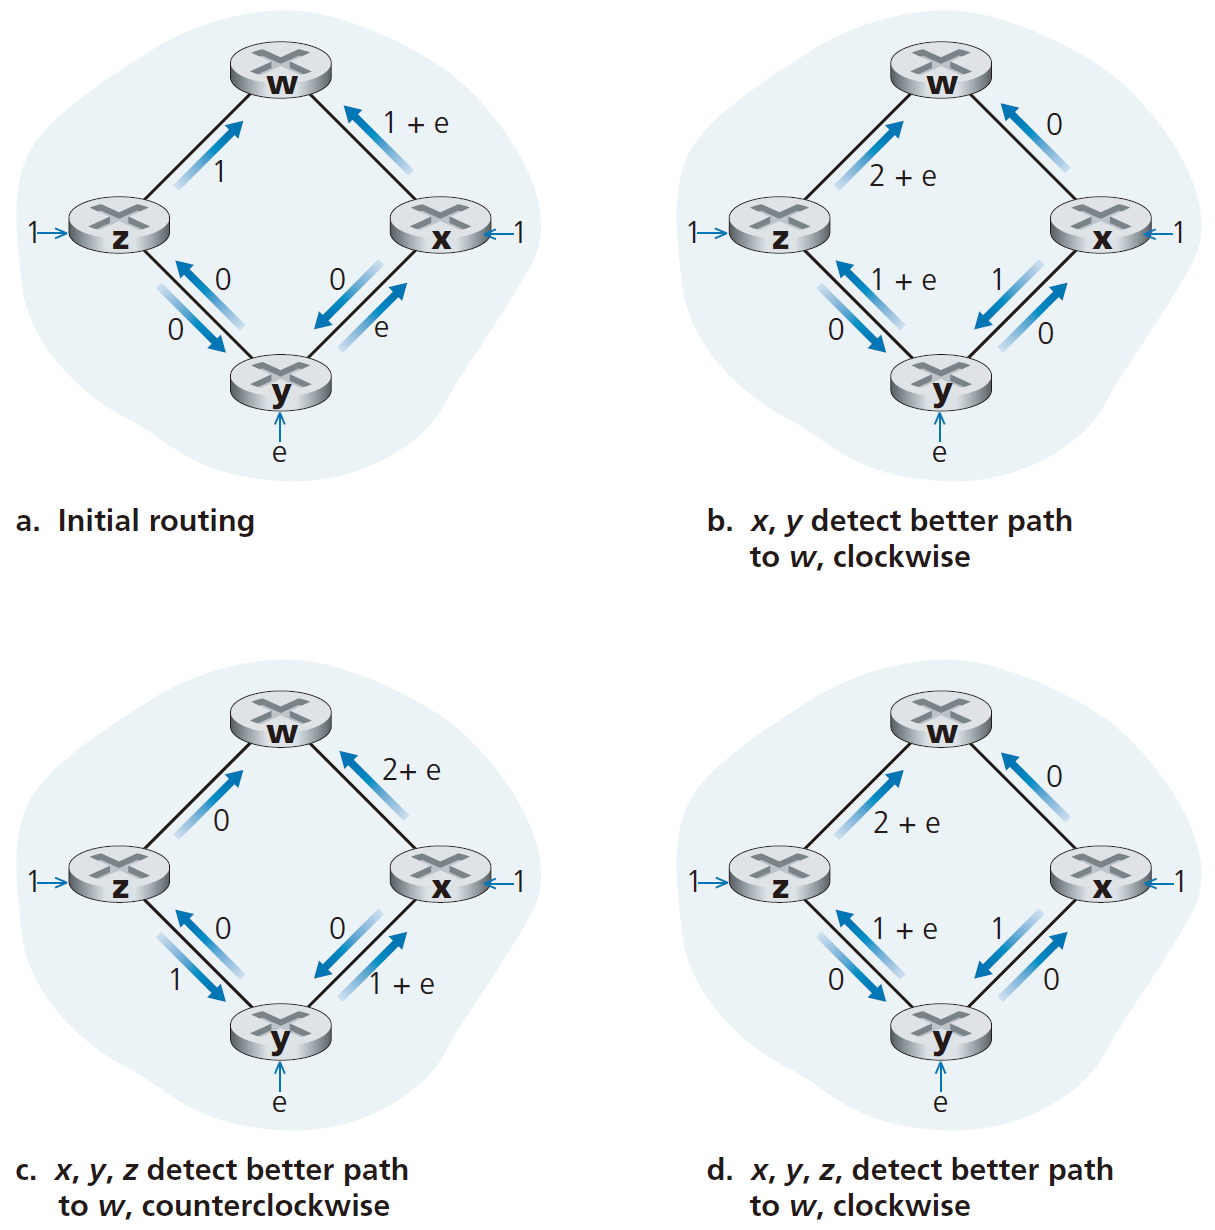 w
1 + e
1
1
z
x
1
0
0
0
e
y
e
a. Initial routing
w
0
2 + e
1
z
x
1
1 + e
1
0
0
y
e
b. x, y detect better path
to w, clockwise
w
2+ e
0
1
z
x
1
0
0
1
1 + e
y
e
c. x, y, z detect better path
to w, counterclockwise
w
0
2 + e
1
z
x
1
1 + e
1
0
0
y
e
d. x, y, z, detect better path
to w, clockwise